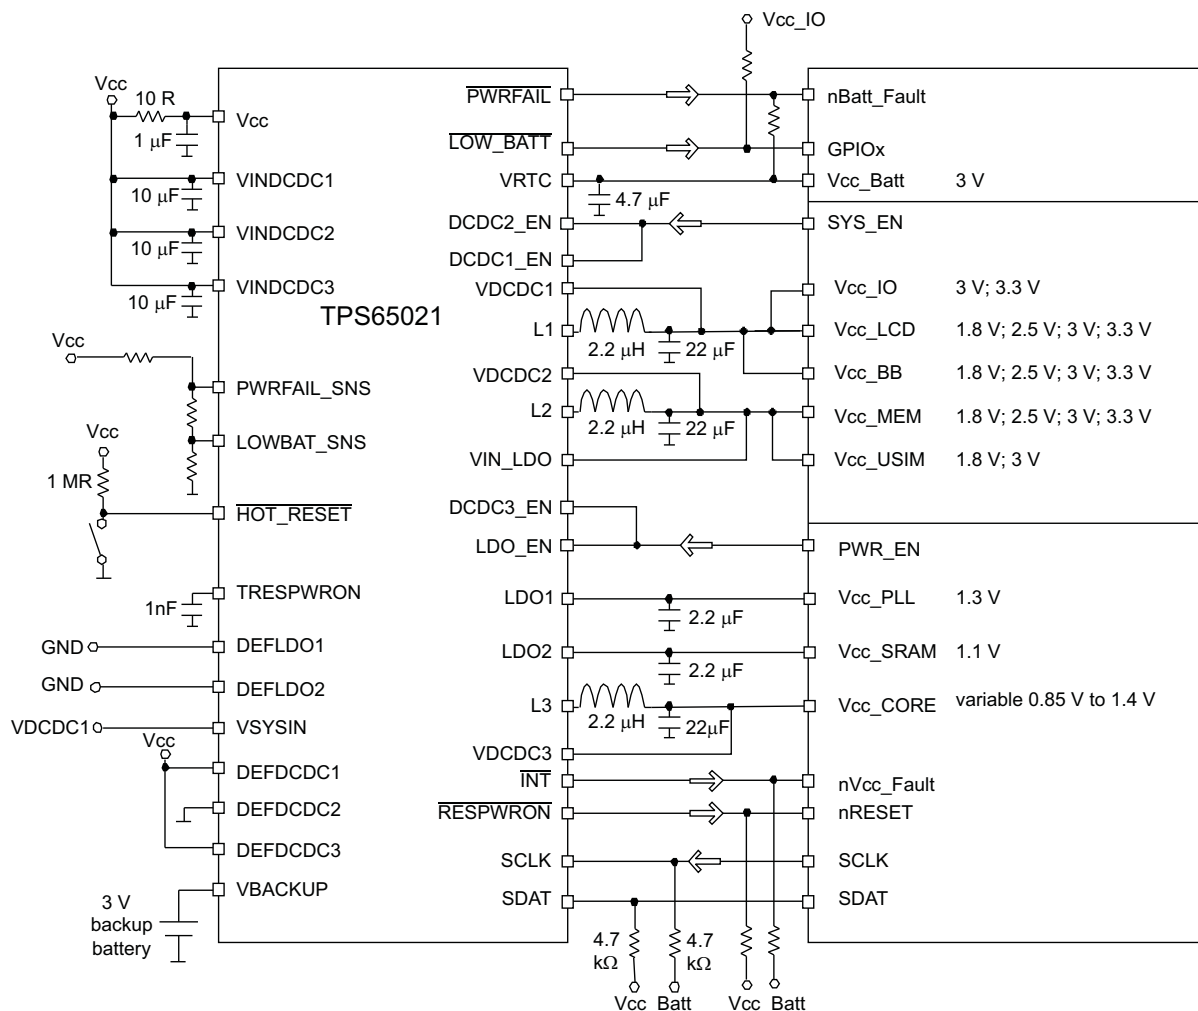 Vcc_IO
Vcc
10 R
Vcc
1 μF
VINDCDC1
10 μF
VINDCDC2
10 μF
VINDCDC3
10 μF
TPS65021
Vcc
PWRFAIL_SNS
LOWBAT_SNS
Vcc
1 MR
HOT_RESET
TRESPWRON
1nF
GND
DEFLDO1
GND
DEFLDO2
VDCDC1
VSYSIN
Vcc
DEFDCDC1
DEFDCDC2
DEFDCDC3
VBACKUP
3 V
backup
battery
PWRFAIL
LOW_BATT
VRTC
4.7 μF
DCDC2_EN
DCDC1_EN
VDCDC1
L1
2.2 μH
22 μF
VDCDC2
L2
2.2 μH
22 μF
VIN_LDO
DCDC3_EN
LDO_EN
LDO1
2.2 μF
LDO2
2.2 μF
L3
2.2 μH
22μF
VDCDC3
INT
RESPWRON
SCLK
SDAT
4.7
kΩ
4.7
kΩ
Vcc Batt
Vcc Batt
nBatt_Fault
GPIOx
Vcc_Batt 3 V
SYS_EN
Vcc_IO 3 V; 3.3 V
Vcc_LCD 1.8 V; 2.5 V; 3 V; 3.3 V
Vcc_BB 1.8 V; 2.5 V; 3 V; 3.3 V
Vcc_MEM 1.8 V; 2.5 V; 3 V; 3.3 V
Vcc_USIM 1.8 V; 3 V
PWR_EN
Vcc_PLL 1.3 V
Vcc_SRAM 1.1 V
Vcc_CORE variable 0.85 V to 1.4 V
nVcc_Fault
nRESET
SCLK
SDAT